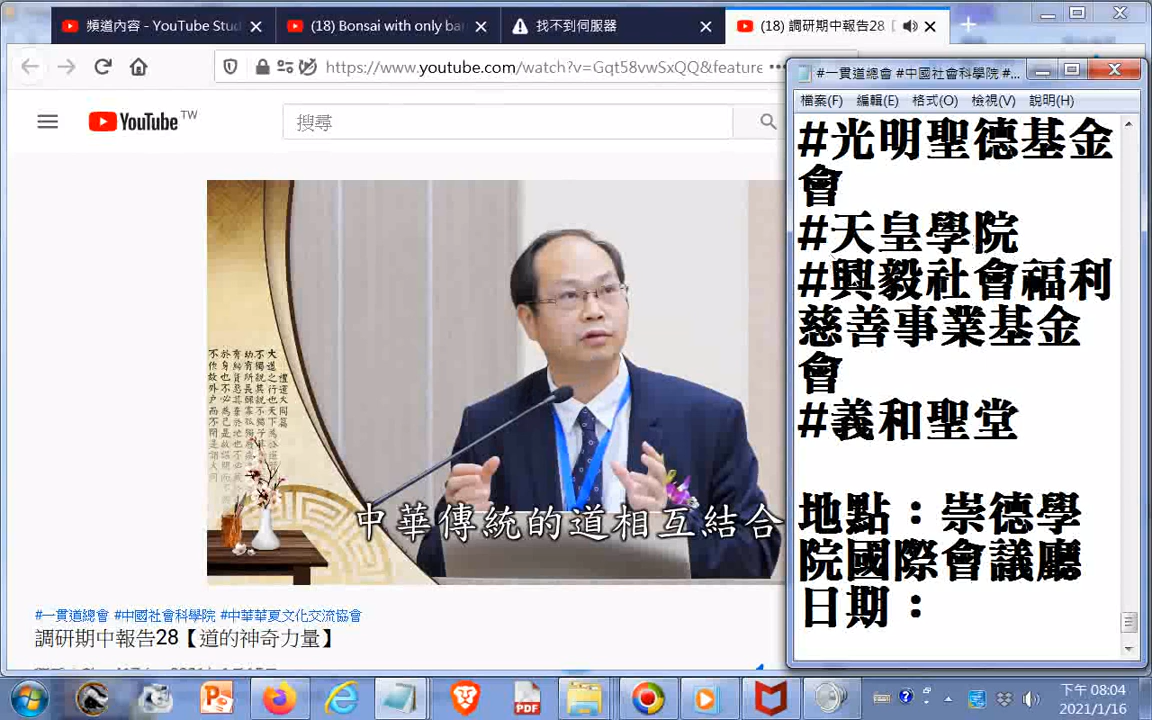 頻道內容 - YouTube Stud
(18) Bonsai with only ba
找不到伺服器
(18) 調研期中報告28 【
https://www.youtube.com/watch?v=Gqt58vwSxQQ&feature
YouTube TW
搜尋
中華傳統的道相互結合
#一貫道總會 #中國社會科學院 #中華華夏文化交流協會
調研期中報告28【道的神奇力量】
#一貫道總會 #中國社會科學院 #...
檔案(F) 編輯(E) 格式(O) 檢視(V) 說明(H)
#光明聖德基金
會
#天皇學院
#興毅社會福利
慈善事業基金
會
#義和聖堂
地點：崇德學
院國際會議廳
日期：
PDF
下午 08:04
2021/1/16